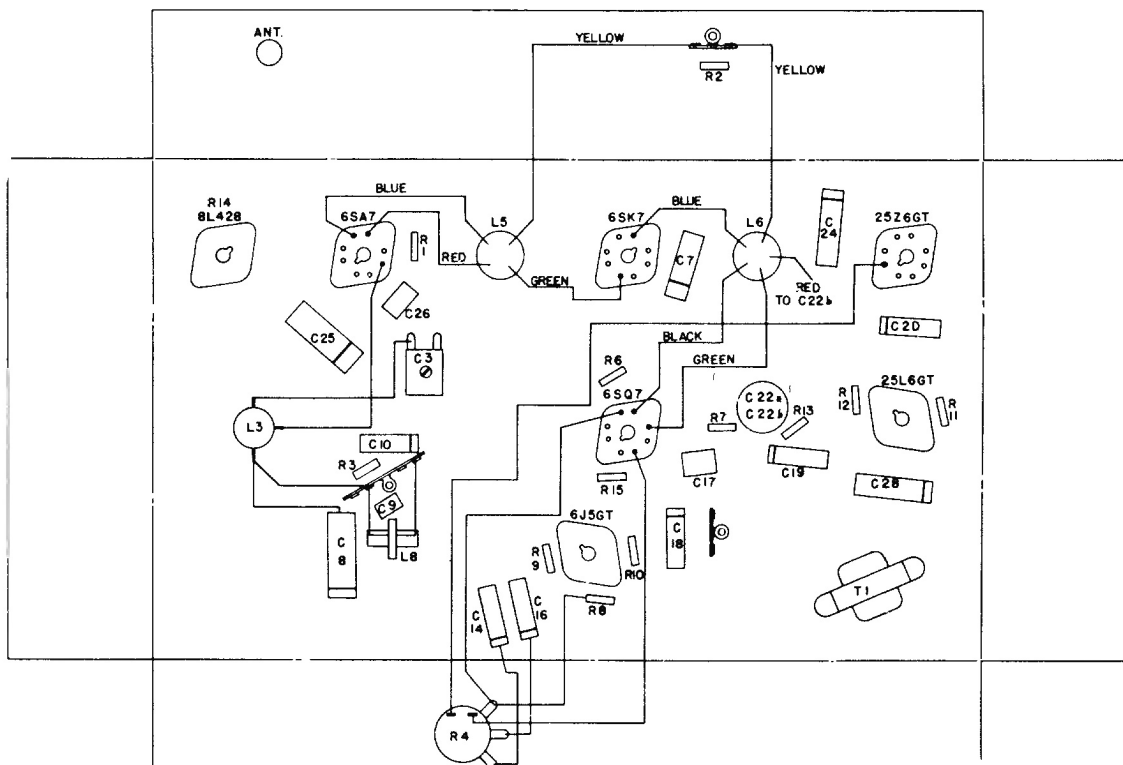 ANT.
YELLOW
R2
YELLOW
R14
8L428
BLUE
6SA7
R
1
RED
L5
GREEN
6SK7
BLUE
L6
C7
C
24
25Z6GT
RED
TO C22b
C26
C25
C3
BLACK
GREEN
C2D
R6
6SQ7
C22a
C22b
R7
R13
R
12
25L6GT
R
11
L3
C10
R3
C9
R15
C17
C19
C28
C
8
L8
6J5GT
R
9
R10
C
18
R8
C
14
C
16
T1
R4